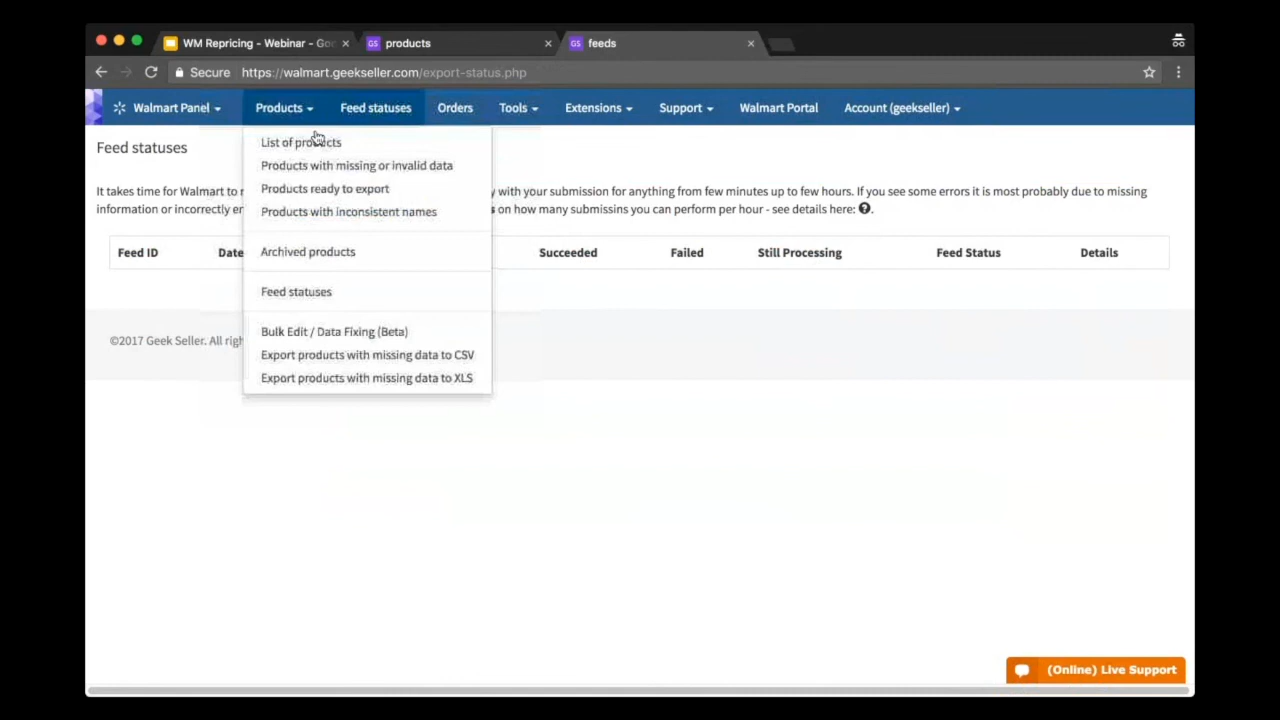 WM Repricing - Webinar - Goo
GS products
GS feeds
Secure https://walmart.geekseller.com/export-status.php
Walmart Panel Products Feed statuses Orders Tools Extensions Support Walmart Portal Account (geekseller)
Feed statuses
List of products
Products with missing or invalid data
Products ready to export
Products with inconsistent names
Archived products
Feed statuses
Bulk Edit / Data Fixing (Beta)
Export products with missing data to CSV
Export products with missing data to XLS
It takes time for Walmart to with your submission for anything from few minutes up to few hours. If you see some errors it is most probably due to missing
information or incorrectly on how many submissins you can perform per hour - see details here:
Feed ID Date Succeeded Failed Still Processing Feed Status Details
©2017 Geek Seller. All
(Online) Live Support